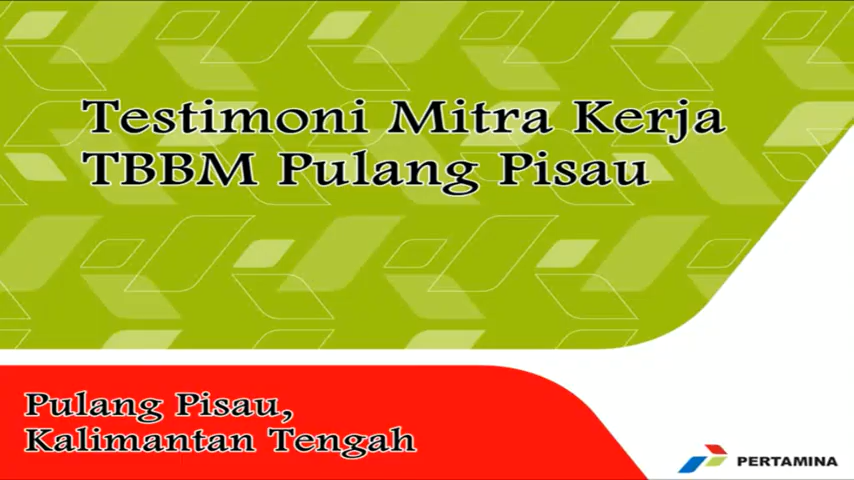 Testimoni Mitra Kerja
TBBM Pulang Pisau
Pulang Pisau,
Kalimantan Tengah
PERTAMINA